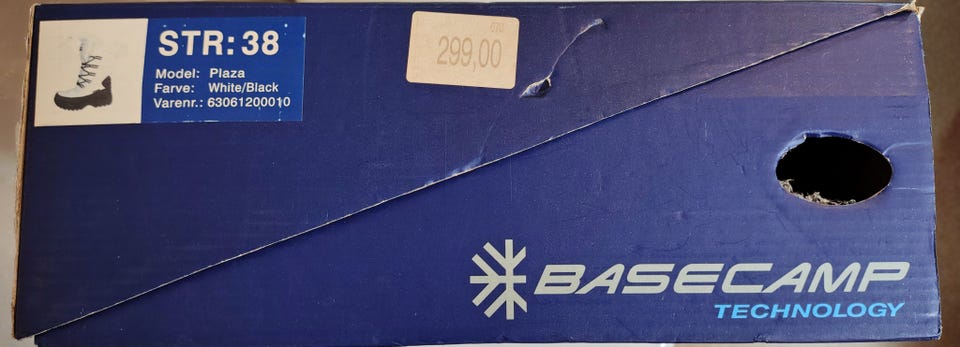 STR: 38
Model: Plaza
Farve: White/Black
Varenr.: 63061200010
299,00
BASECAMP
TECHNOLOGY